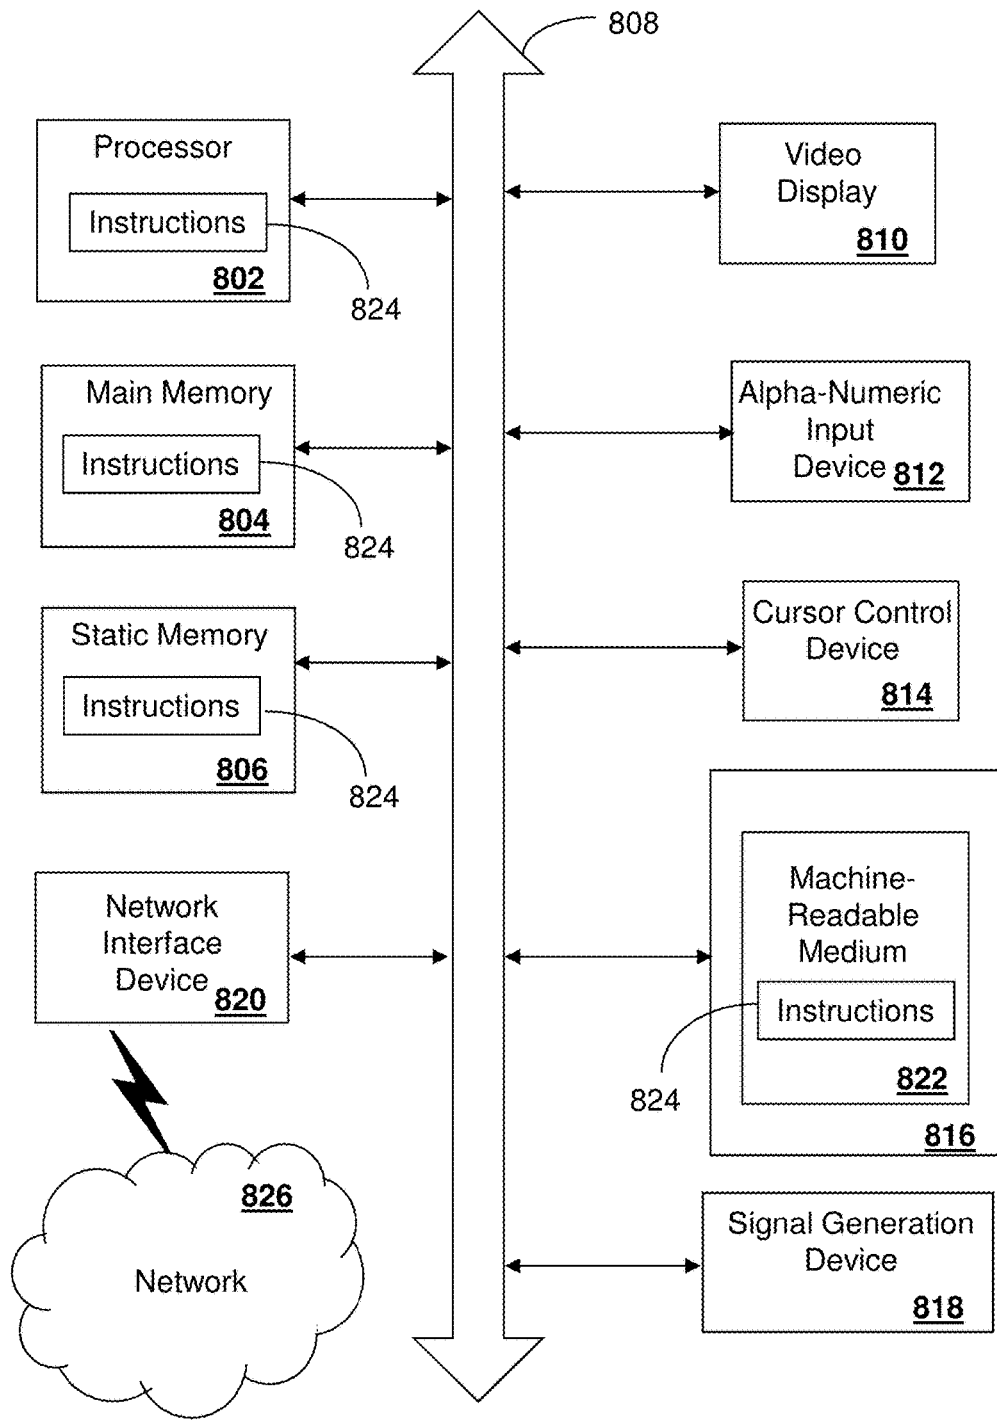 808
Processor
Instructions
802
824
Main Memory
Instructions
804
824
Static Memory
Instructions
806
824
Network
Interface
Device
820
826
Network
Video
Display
810
Alpha-Numeric
Input
Device
812
Cursor Control
Device
814
Machine-
Readable
Medium
Instructions
822
824
816
Signal Generation
Device
818